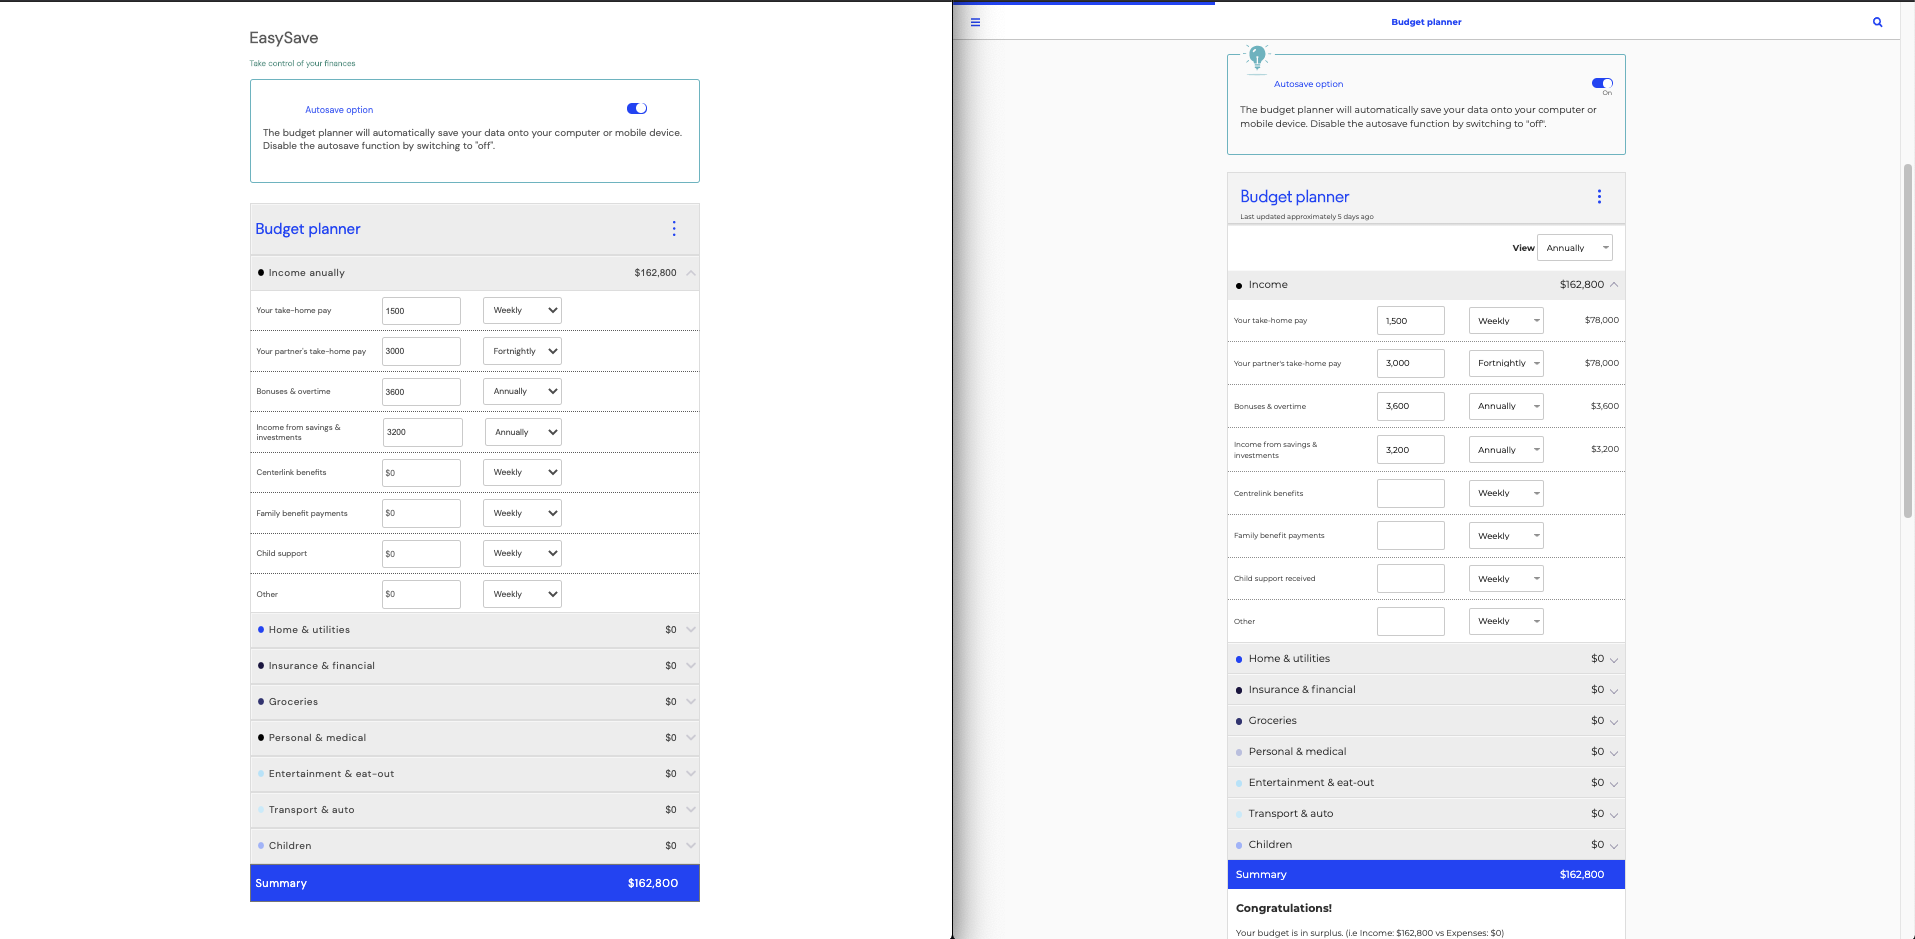 EasySave
Take control of your finances
Autosave option
The budget planner will automatically save your data onto your computer or mobile device.
Disable the autosave function by switching to "off".
Budget planner
Income anually $162,800
Your take-home pay 1500 Weekly
Your partner's take-home pay 3000 Fortnightly
Bonuses & overtime 3600 Annually
Income from savings &
investments 3200 Annually
Centerlink benefits $0 Weekly
Family benefit payments $0 Weekly
Child support $0 Weekly
Other $0 Weekly
Home & utilities $0
Insurance & financial $0
Groceries $0
Personal & medical $0
Entertainment & eat-out $0
Transport & auto $0
Children $0
Summary $162,800
Budget planner
Autosave option
On
The budget planner will automatically save your data onto your computer or
mobile device. Disable the autosave function by switching to "off".
Budget planner
Last updated approximately 5 days ago
View Annually
Income $162,800
Your take-home pay 1,500 Weekly $78,000
Your partner's take-home pay 3,000 Fortnightly $78,000
Bonuses & overtime 3,600 Annually $3,600
Income from savings &
investments 3,200 Annually $3,200
Centrelink benefits Weekly
Family benefit payments Weekly
Child support received Weekly
Other Weekly
Home & utilities $0
Insurance & financial $0
Groceries $0
Personal & medical $0
Entertainment & eat-out $0
Transport & auto $0
Children $0
Summary $162,800
Congratulations!
Your budget is in surplus. (i.e Income: $162,800 vs Expenses: $0)